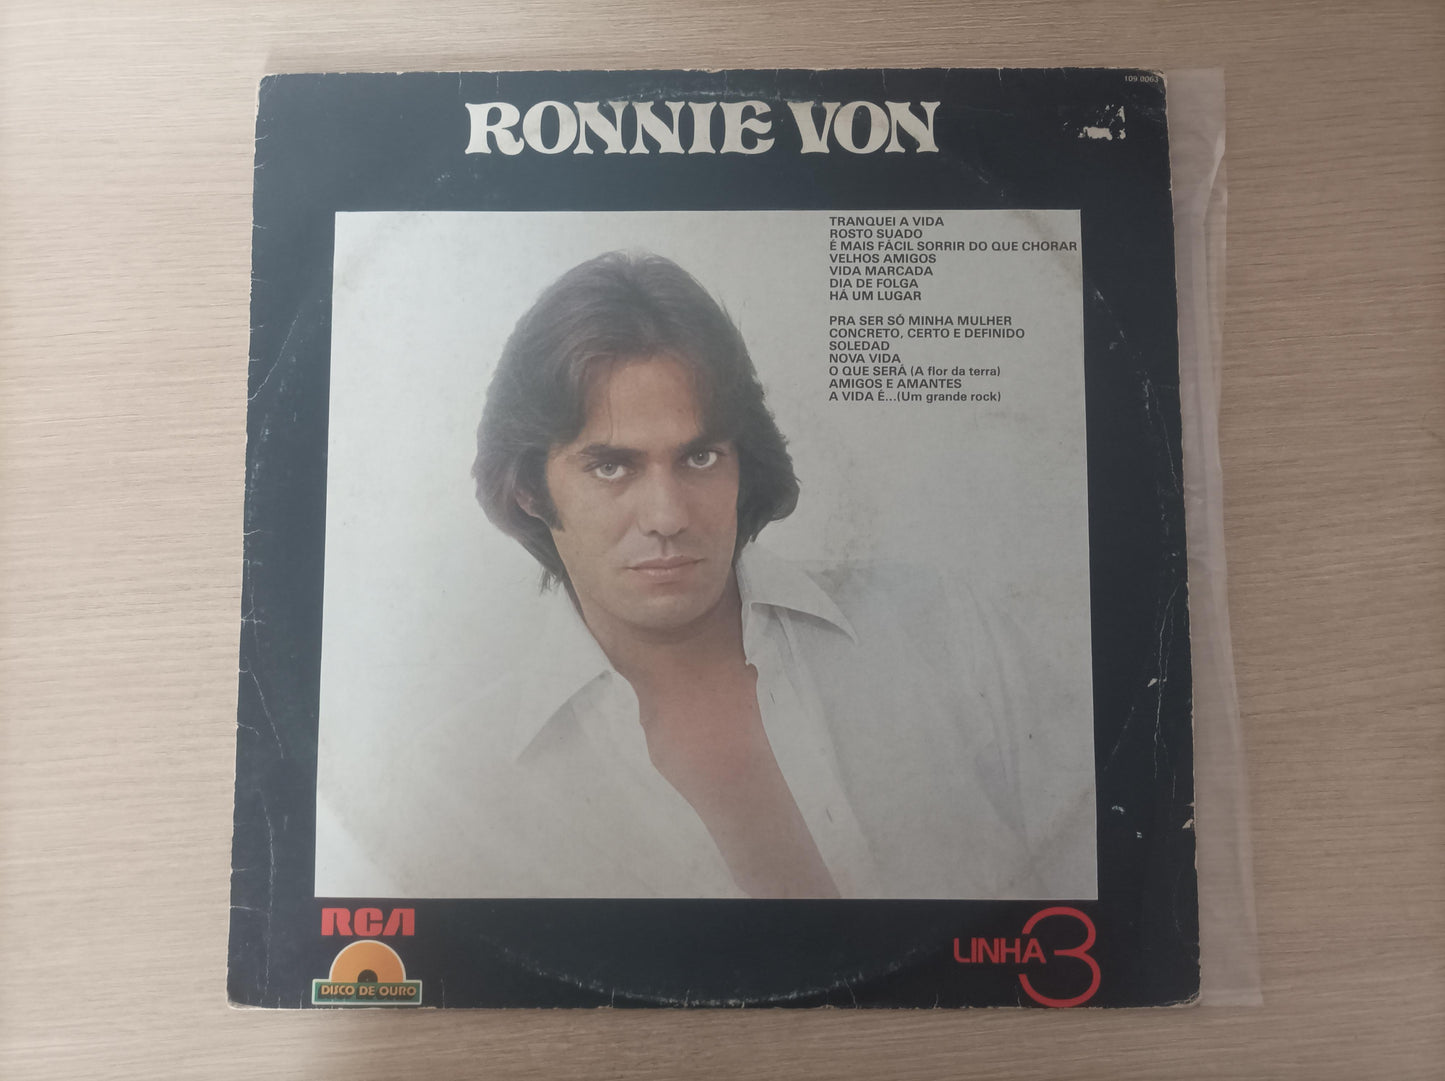 109.0063
RONNIE VON
TRANQUEI A VIDA
ROSTO SUADO
É MAIS FÁCIL SORRIR DO QUE CHORAR
VELHOS AMIGOS
VIDA MARCADA
DIA DE FOLGA
HÁ UM LUGAR
PRA SER SÓ MINHA MULHER
CONCRETO, CERTO E DEFINIDO
SOLEDAD
NOVA VIDA
O QUE SERÁ (A flor da terra)
AMIGOS E AMANTES
A VIDA É...(Um grande rock)
RCA
DISCO DE OURO
LINHA 3